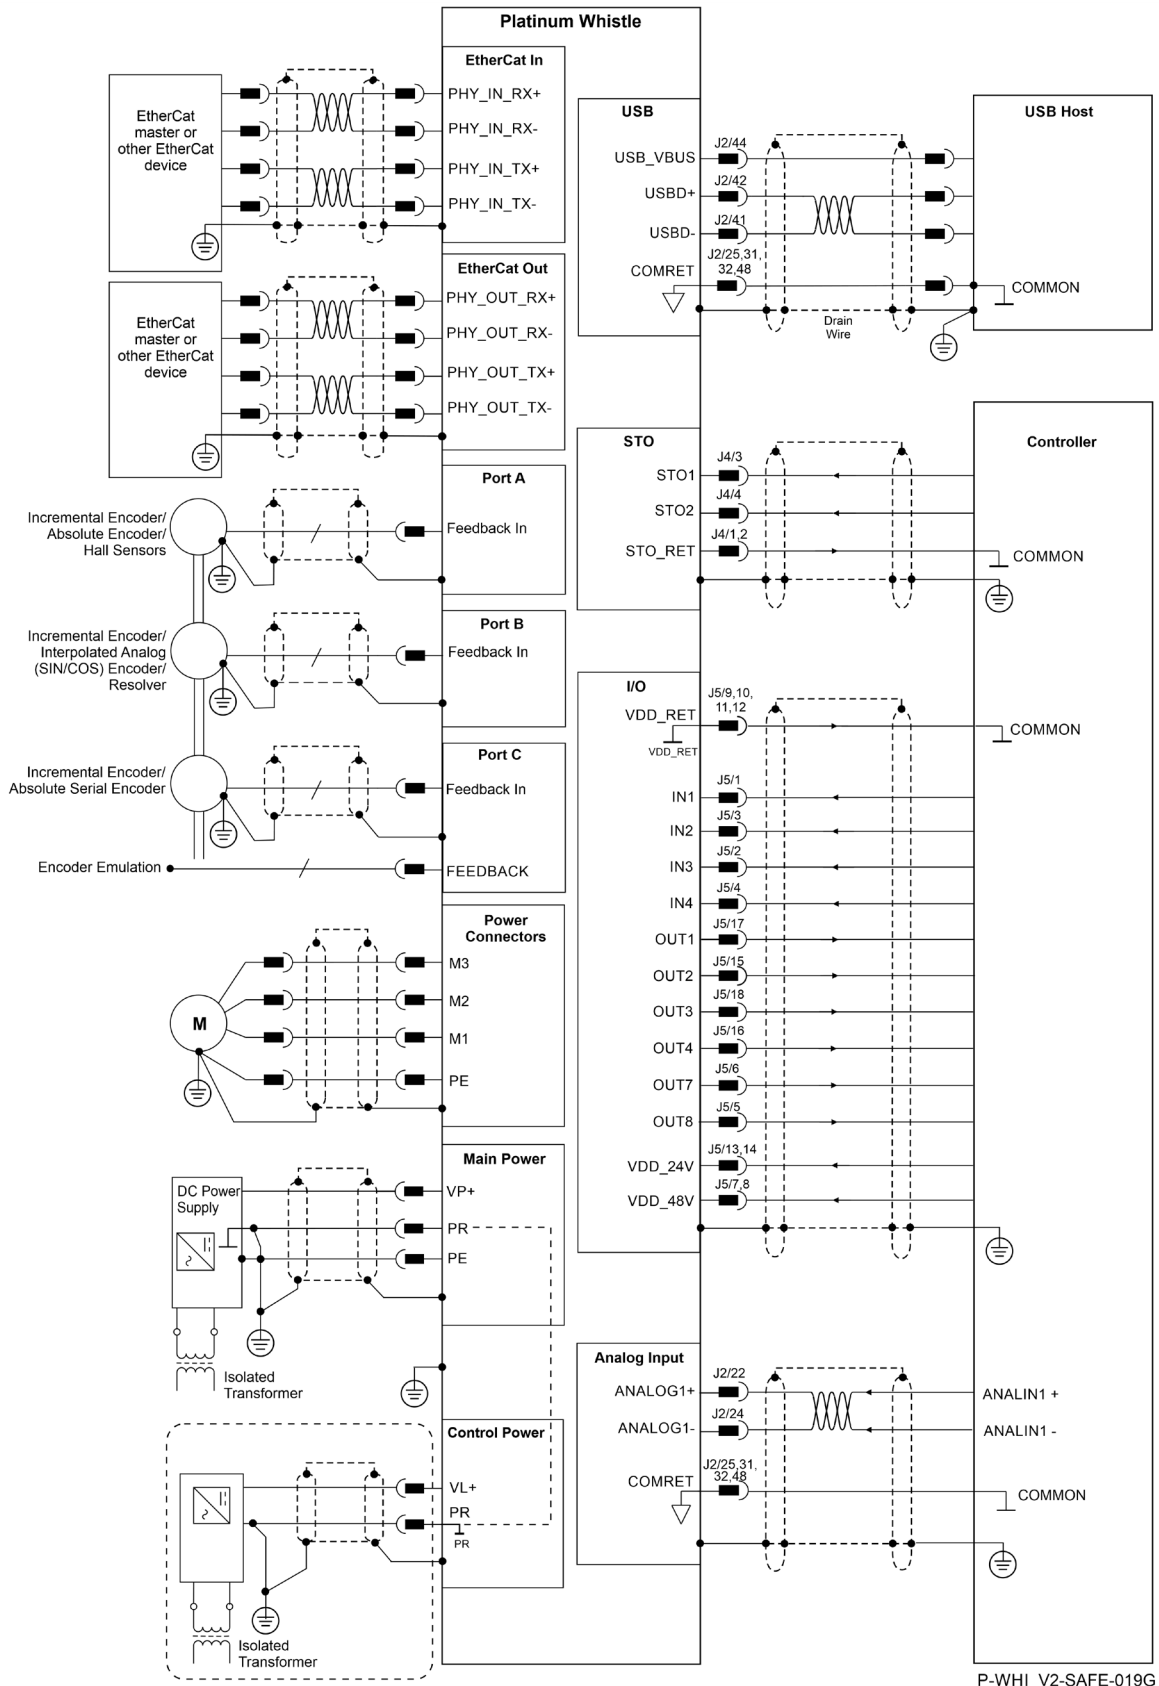 Platinum Whistle
EtherCat In
EtherCat
master or
other EtherCat
device
PHY_IN_RX+
PHY_IN_RX-
PHY_IN_TX+
PHY_IN_TX-
EtherCat Out
EtherCat
master or
other EtherCat
device
PHY_OUT_RX+
PHY_OUT_RX-
PHY_OUT_TX+
PHY_OUT_TX-
Port A
Incremental Encoder/
Absolute Encoder/
Hall Sensors
Feedback In
Port B
Incremental Encoder/
Interpolated Analog
(SIN/COS) Encoder/
Resolver
Feedback In
Port C
Incremental Encoder/
Absolute Serial Encoder
Feedback In
Encoder Emulation
FEEDBACK
Power
Connectors
M
M3
M2
M1
PE
Main Power
DC Power
Supply
VP+
PR
PE
Isolated
Transformer
Control Power
VL+
PR
PR
Isolated
Transformer
USB
USB Host
J2/44
USB_VBUS
J2/42
USBD+
J2/41
USBD-
J2/25,31,
32,48
COMRET
COMMON
Drain
Wire
STO
Controller
J4/3
STO1
J4/4
STO2
J4/1,2
STO_RET
COMMON
I/O
J5/9,10,
11,12
VDD_RET
VDD_RET
COMMON
J5/1
IN1
J5/3
IN2
J5/2
IN3
J5/4
IN4
J5/17
OUT1
J5/15
OUT2
J5/18
OUT3
J5/16
OUT4
J5/6
OUT7
J5/5
OUT8
J5/13,14
VDD_24V
J5/7,8
VDD_48V
Analog Input
J2/22
ANALOG1+
ANALIN1 +
J2/24
ANALOG1-
ANALIN1 -
J2/25,31,
32,48
COMRET
COMMON
P-WHI_V2-SAFE-019G